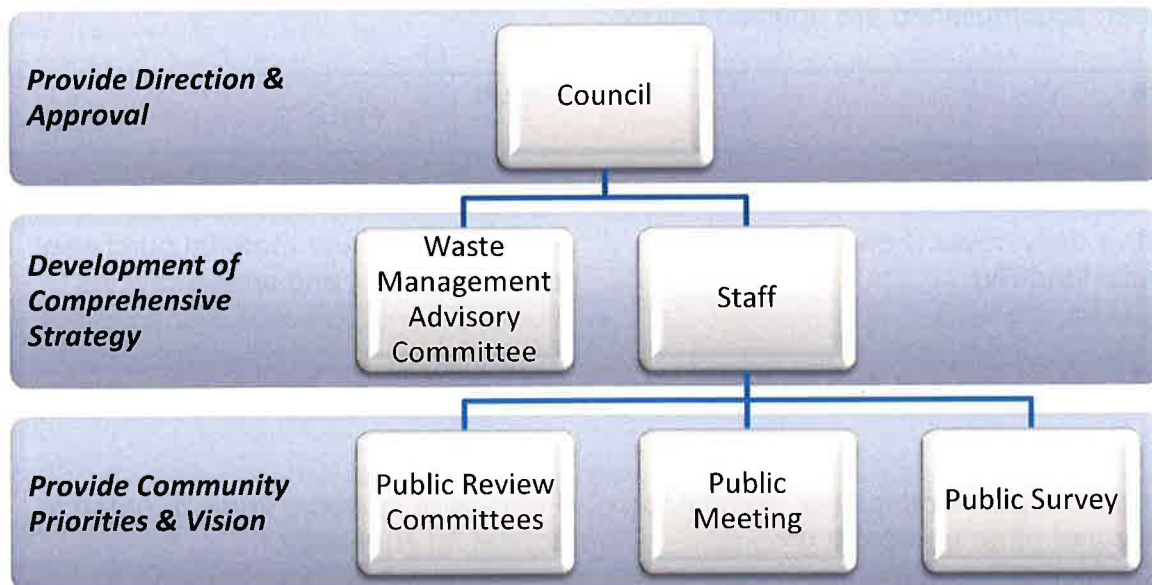 Provide Direction &
Approval
Council
Development of
Comprehensive
Strategy
Waste
Management
Advisory
Committee
Staff
Provide Community
Priorities & Vision
Public Review
Committees
Public
Meeting
Public Survey